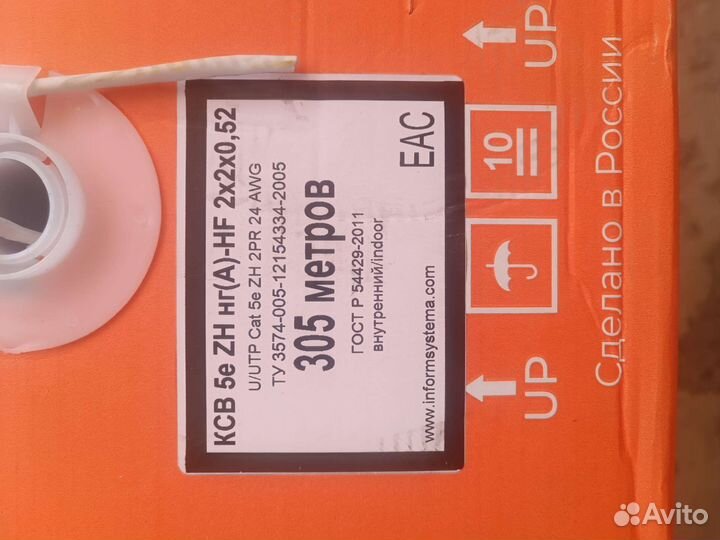 КСВ 5e ZH нг(А)-HF 2x2x0,52
U/UTP Cat 5e ZH 2PR 24 AWG
ТУ 3574-005-12154334-2005
305 метров
ГОСТ Р 54429-2011
внутренний/indoor
www.informsystema.com
EAC
UP
10
UP
Сделано в России
Avito